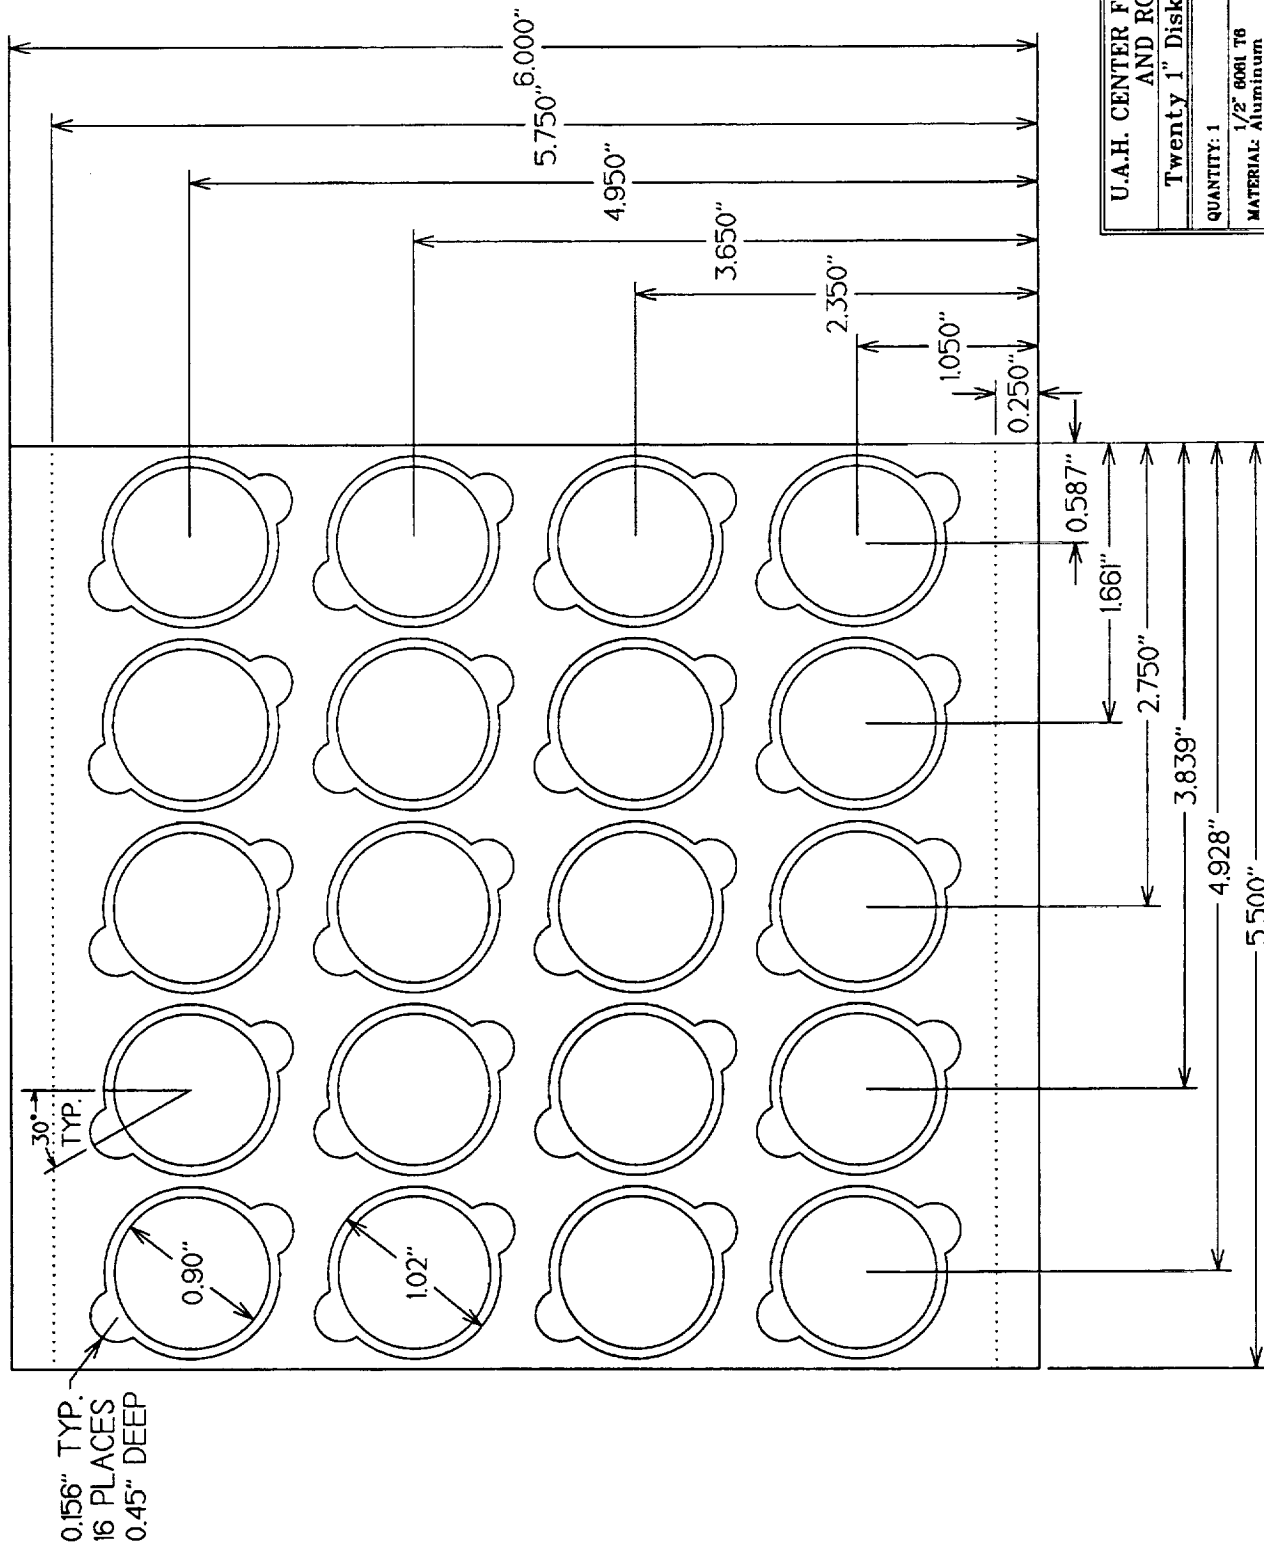 0.156" TYP.
16 PLACES
0.45" DEEP
30°
TYP.
0.90"
1.02"
6.000"
5.750"
4.950"
3.650"
2.350"
1.050"
0.250"
0.587"
1.661"
2.750"
3.839"
4.928"
5.500"
U.A.H. CENTER F
AND RO
Twenty 1" Disk
QUANTITY: 1
1/2" 6061 T6
MATERIAL: Aluminum